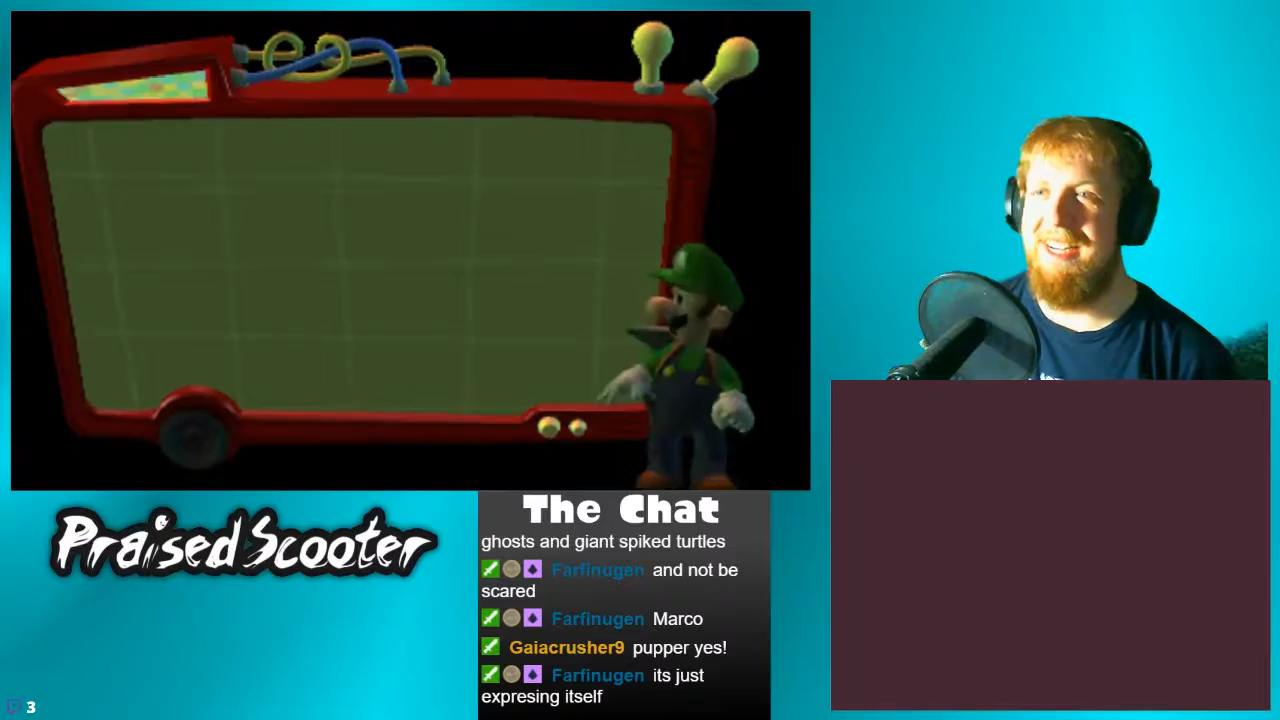 PraisedScooter
The Chat
ghosts and giant spiked turtles
Farfinugen and not be
scared
Farfinugen Marco
Gaiacrusher9 pupper yes!
Farfinugen its just
expresing itself
3